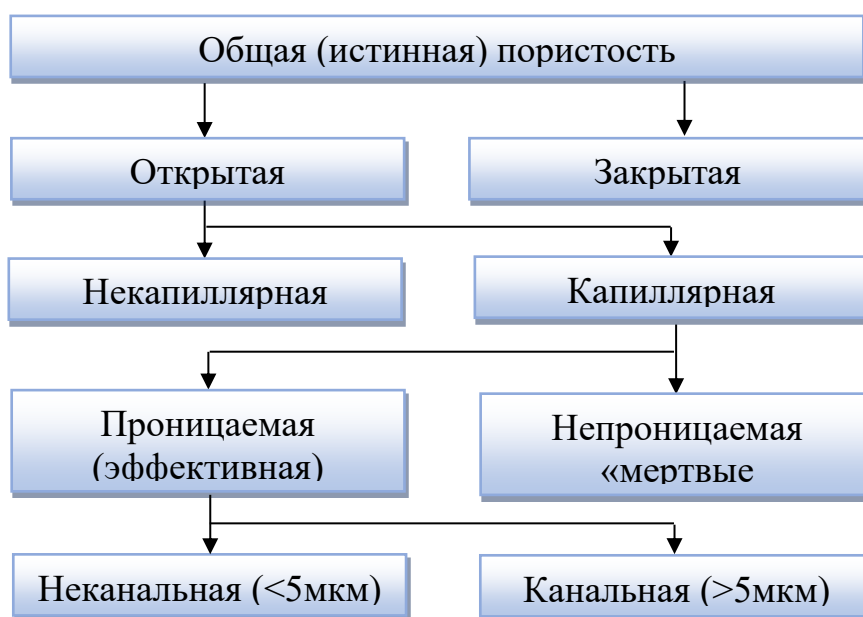 Общая (истинная) пористость
Открытая
Закрытая
Некапиллярная
Капиллярная
Проницаемая
(эффективная)
Непроницаемая
«мертвые
Неканальная (<5мкм)
Канальная (>5мкм)